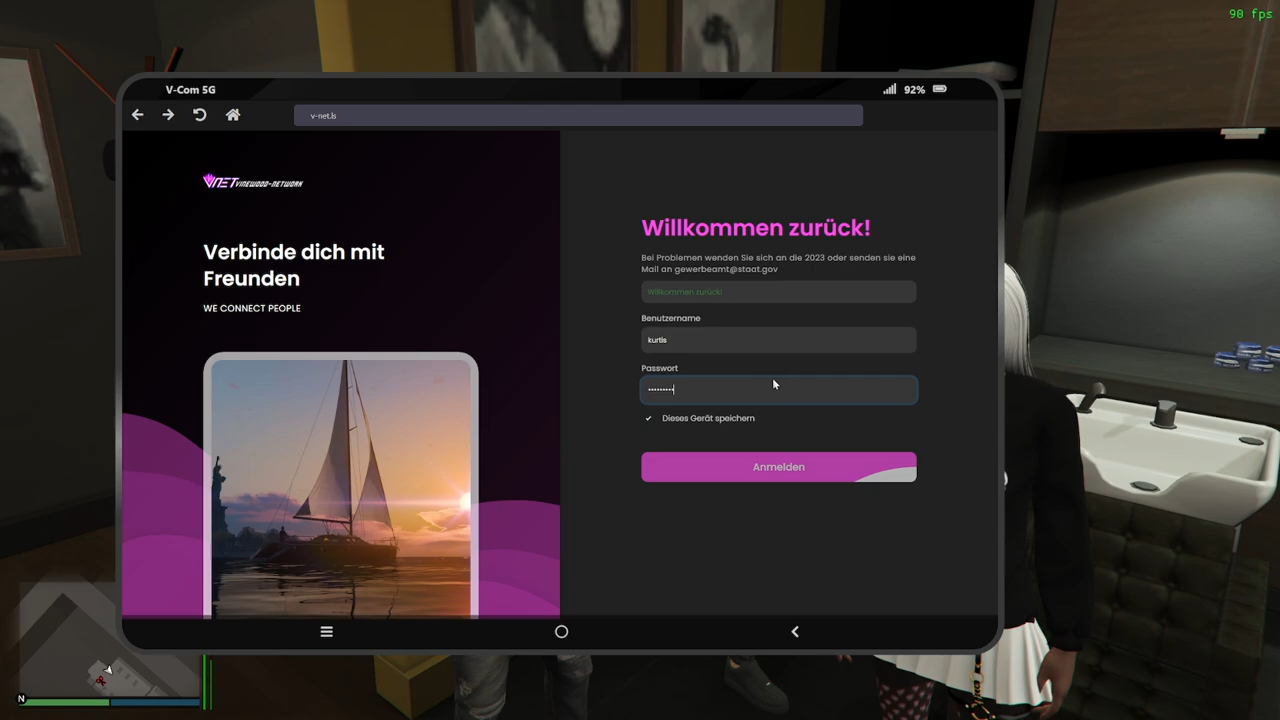 90 fps
V-Com 5G
92%
v-net.ls
VNET VINEWOOD-NETWORK
Verbinde dich mit
Freunden
WE CONNECT PEOPLE
Willkommen zurück!
Bei Problemen wenden Sie sich an die 2023 oder senden sie eine
Mail an gewerbeamt@staat.gov
Willkommen zurück!
Benutzername
kurtis
Passwort
•••••••••
✓ Dieses Gerät speichern
Anmelden
N